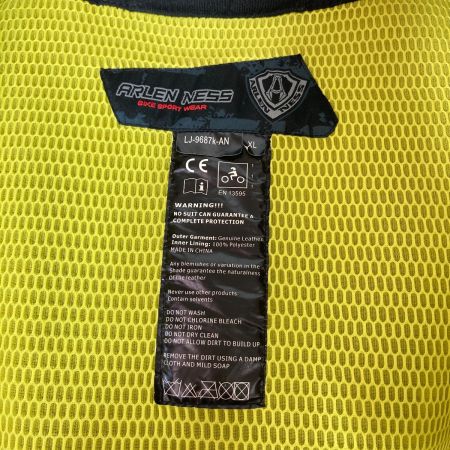 ARLEN NESS
BIKE SPORT WEAR
ARLEN NESS
LJ-9687k-AN XL
CE
i
EN 13595
WARNING!!!
NO SUIT CAN GUARANTEE A
COMPLETE PROTECTION
Outer Garment: Genuine Leather
Inner Lining: 100% Polyester
MADE IN CHINA
Any blemishes or variation in the
Shade guarantee the naturalness
of the leather
Never use other products
Contain solvents
DO NOT WASH
DO NOT CHLORINE BLEACH
DO NOT IRON
DO NOT DRY CLEAN
DO NOT ALLOW DIRT TO BUILD UP
REMOVE THE DIRT USING A DAMP
CLOTH AND MILD SOAP